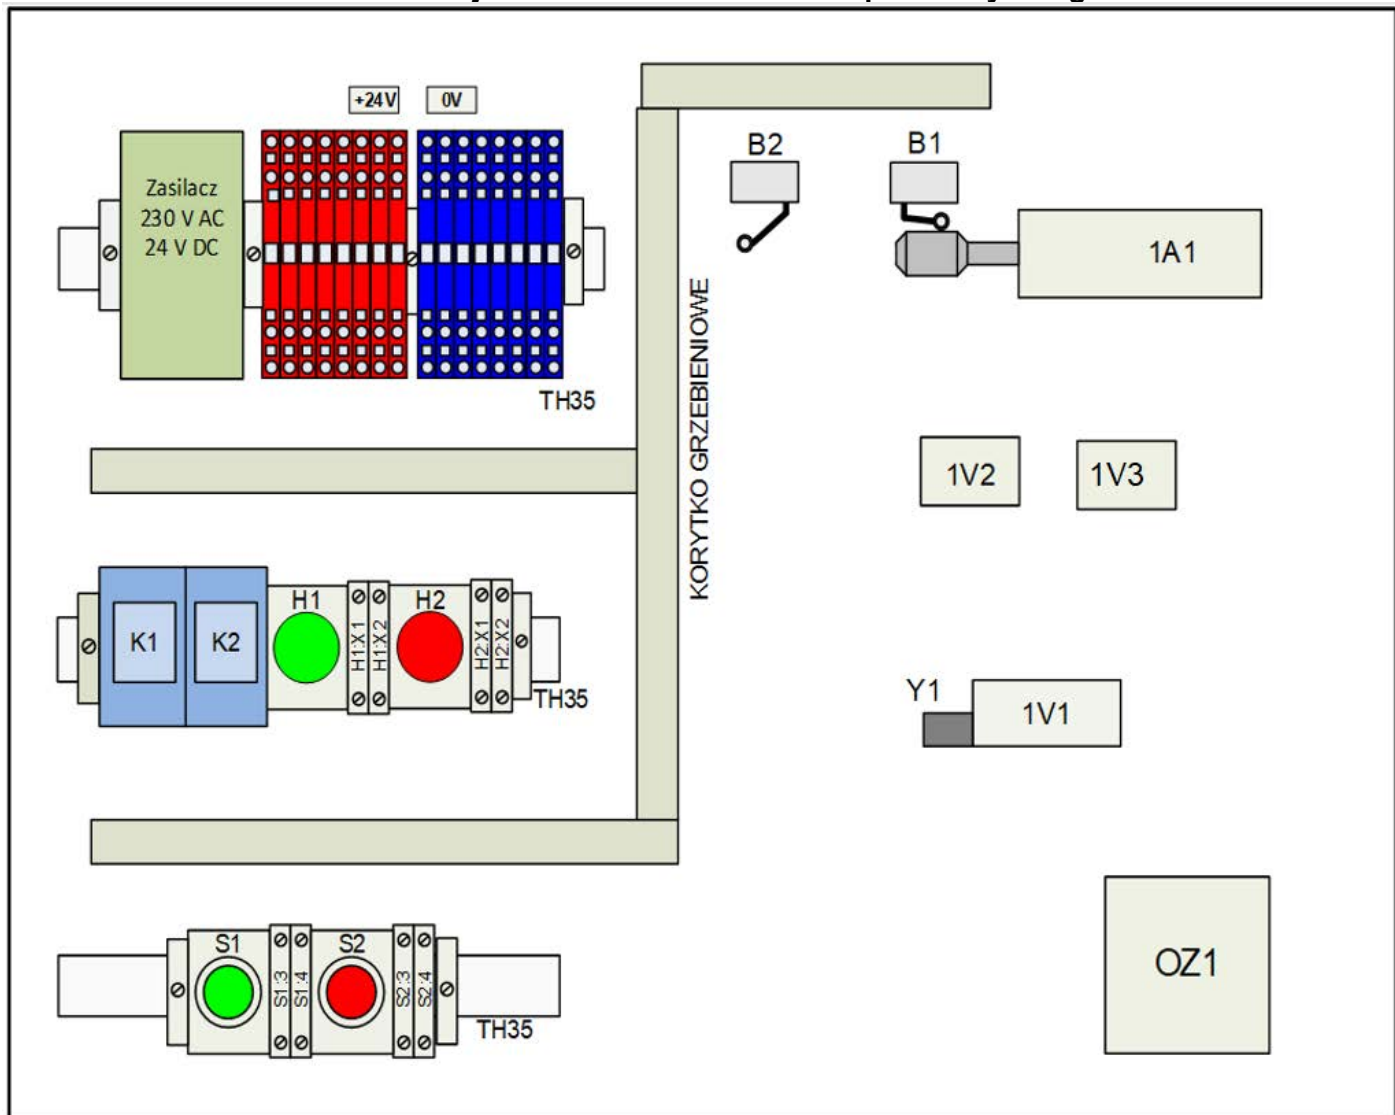 +24V
0V
Zasilacz
230 V AC
24 V DC
TH35
B2
B1
1A1
KORYTKO GRZEBIENIOWE
1V2
1V3
K1
K2
H1
H1:X1
H1:X2
H2
H2:X1
H2:X2
TH35
Y1
1V1
S1
S1:3
S1:4
S2
S2:3
S2:4
TH35
OZ1